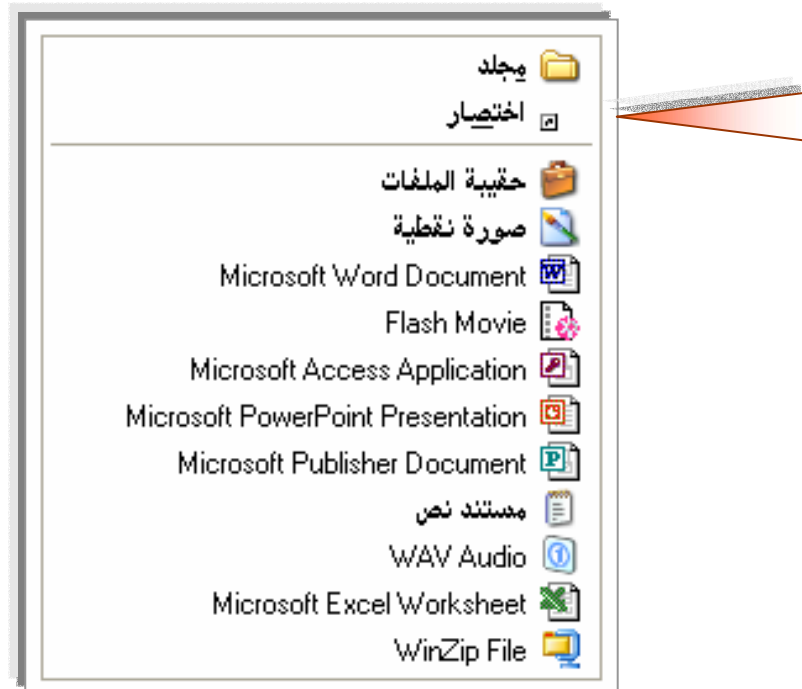 مجلد
اختصار
حقيبة الملفات
صورة نقطية
Microsoft Word Document
Flash Movie
Microsoft Access Application
Microsoft PowerPoint Presentation
Microsoft Publisher Document
مستند نص
WAV Audio
Microsoft Excel Worksheet
WinZip File